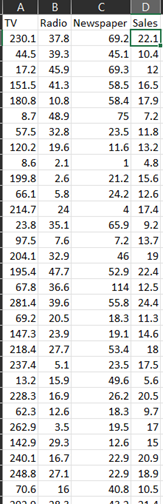 A B C D
TV Radio Newspaper Sales
230.1 37.8 69.2 22.1
44.5 39.3 45.1 10.4
17.2 45.9 69.3 12
151.5 41.3 58.5 16.5
180.8 10.8 58.4 17.9
8.7 48.9 75 7.2
57.5 32.8 23.5 11.8
120.2 19.6 11.6 13.2
8.6 2.1 1 4.8
199.8 2.6 21.2 15.6
66.1 5.8 24.2 12.6
214.7 24 4 17.4
23.8 35.1 65.9 9.2
97.5 7.6 7.2 13.7
204.1 32.9 46 19
195.4 47.7 52.9 22.4
67.8 36.6 114 12.5
281.4 39.6 55.8 24.4
69.2 20.5 18.3 11.3
147.3 23.9 19.1 14.6
218.4 27.7 53.4 18
237.4 5.1 23.5 17.5
13.2 15.9 49.6 5.6
228.3 16.9 26.2 20.5
62.3 12.6 18.3 9.7
262.9 3.5 19.5 17
142.9 29.3 12.6 15
240.1 16.7 22.9 20.9
248.8 27.1 22.9 18.9
70.6 16 40.8 10.5